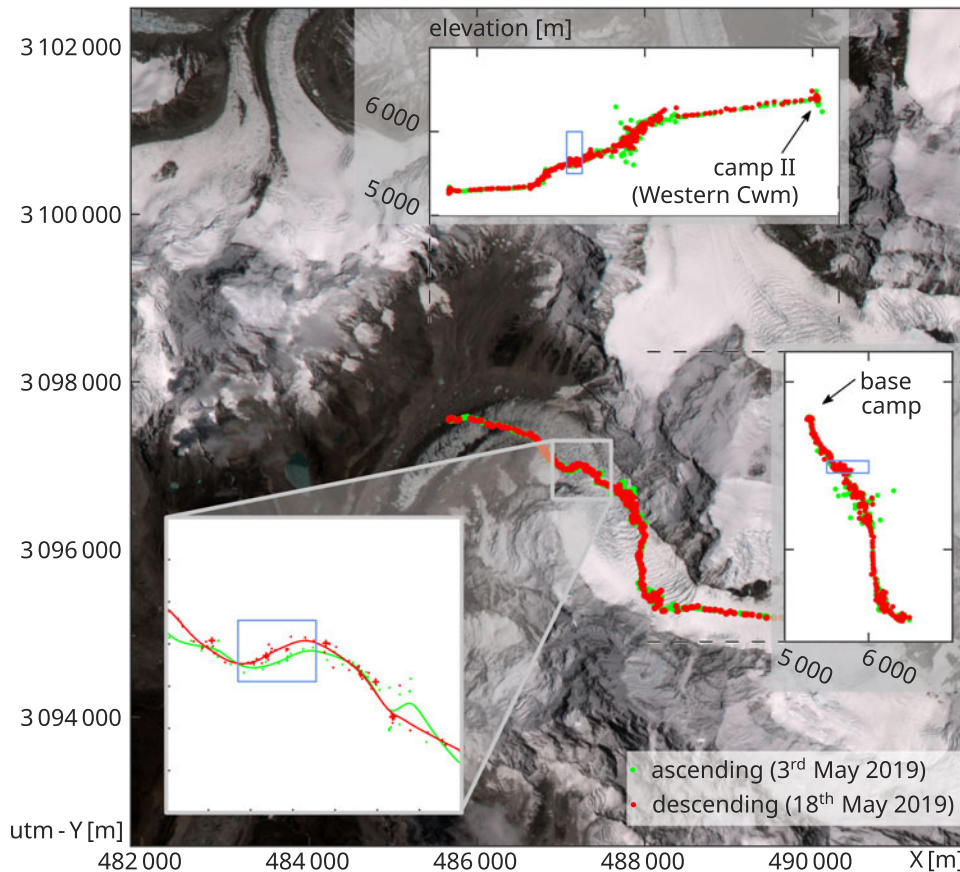 3 102 000
elevation [m]
6 000
camp II
(Western Cwm)
5 000
3 100 000
3 098 000
base
camp
3 096 000
5 000
6 000
3 094 000
ascending (3rd May 2019)
descending (18th May 2019)
utm - Y [m]
482 000
484 000
486 000
488 000
490 000
X [m]